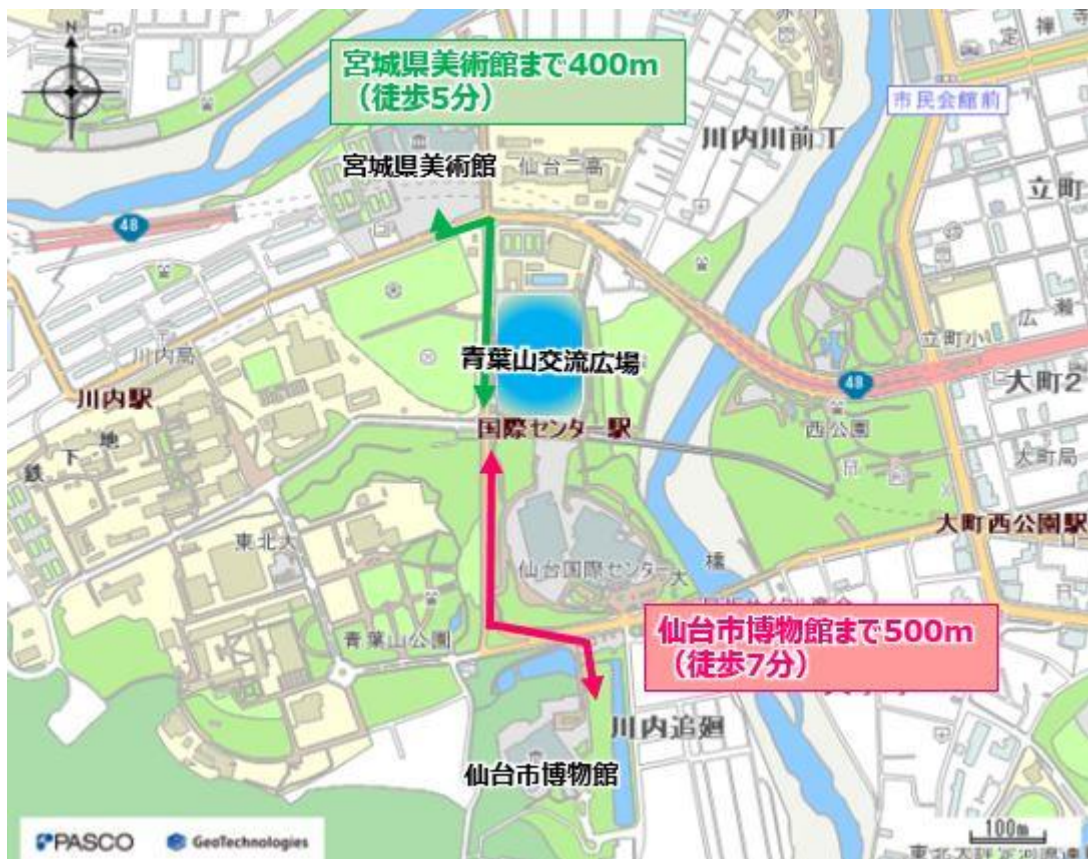 N
宮城県美術館まで400m
（徒歩5分）
市民会館前
川内川前丁
宮城県美術館
仙台二高
立町
48
川内局
川内駅
青葉山交流広場
国際センター駅
広瀬
立町小
48
大町2
西公園
大町局
地
下
鉄
東北大
大町西公園駅
仙台国際センター
大橋
青葉山公園
仙台市博物館まで500m
（徒歩7分）
川内追廻
仙台市博物館
100m
PASCO
GeoTechnologies